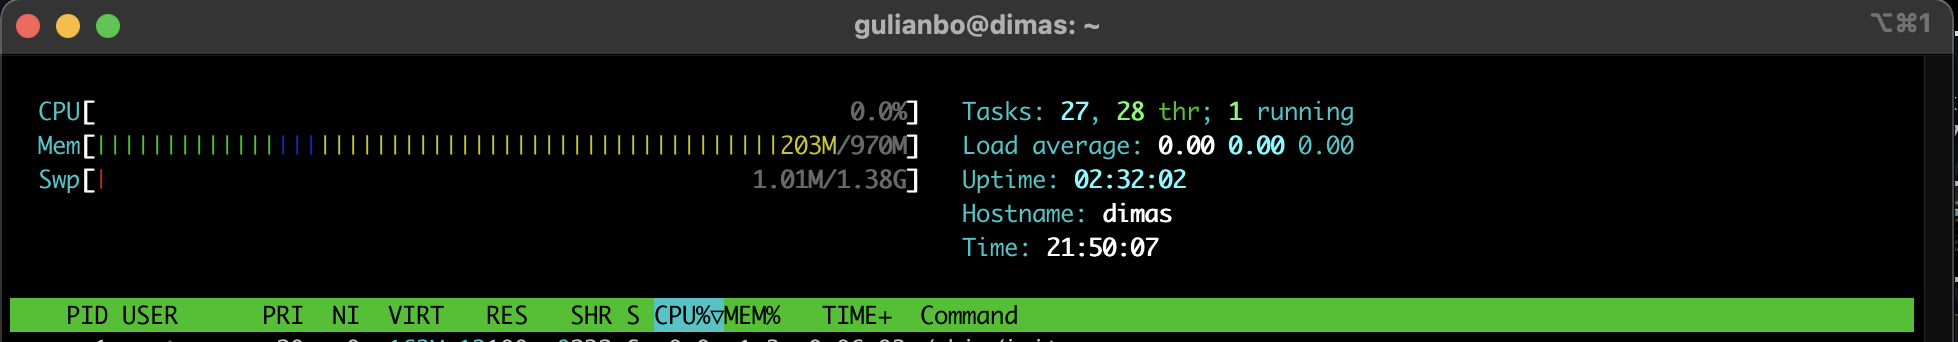 gulianbo@dimas: ~ ⌥⌘1
CPU[ 0.0%] Tasks: 27, 28 thr; 1 running
Mem[||||||||||||||||||||||||||||||||||||||||||||||||203M/970M] Load average: 0.00 0.00 0.00
Swp[| 1.01M/1.38G] Uptime: 02:32:02
Hostname: dimas
Time: 21:50:07
PID USER PRI NI VIRT RES SHR S CPU%▽MEM% TIME+ Command